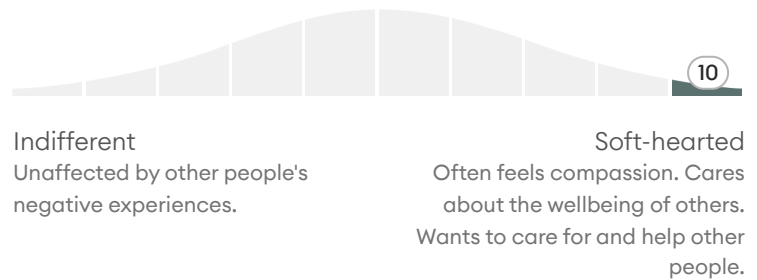 10
Indifferent
Unaffected by other people's
negative experiences.
Soft-hearted
Often feels compassion. Cares
about the wellbeing of others.
Wants to care for and help other
people.